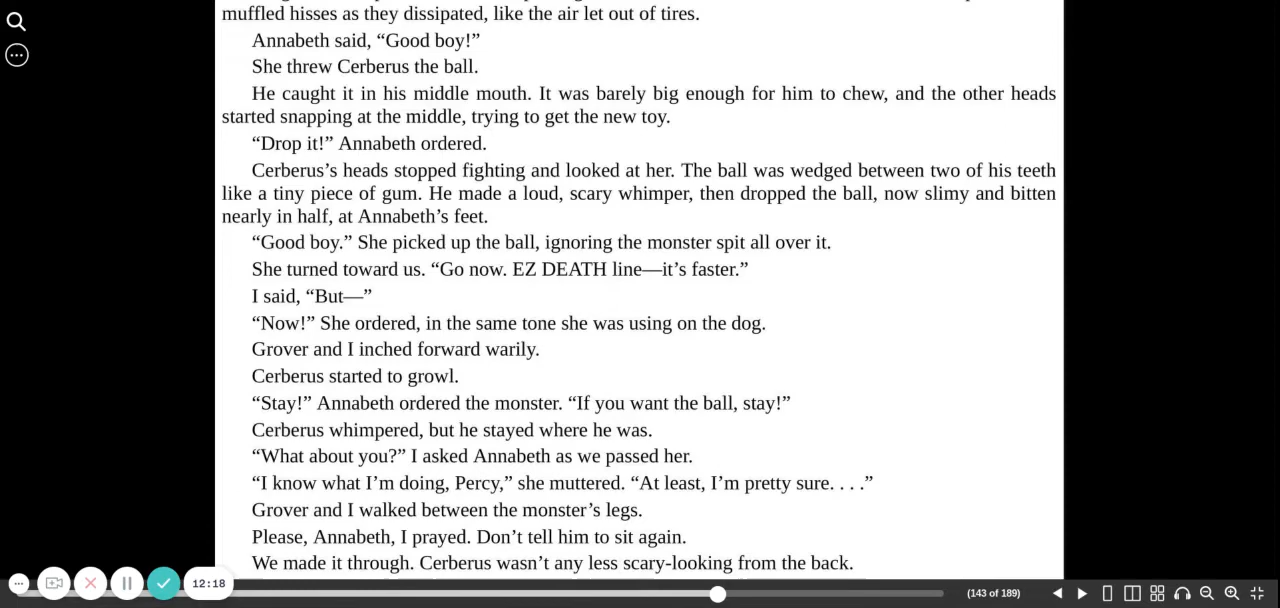 muffled hisses as they dissipated, like the air let out of tires.
Annabeth said, “Good boy!”
She threw Cerberus the ball.
He caught it in his middle mouth. It was barely big enough for him to chew, and the other heads
started snapping at the middle, trying to get the new toy.
“Drop it!” Annabeth ordered.
Cerberus’s heads stopped fighting and looked at her. The ball was wedged between two of his teeth
like a tiny piece of gum. He made a loud, scary whimper, then dropped the ball, now slimy and bitten
nearly in half, at Annabeth’s feet.
“Good boy.” She picked up the ball, ignoring the monster spit all over it.
She turned toward us. “Go now. EZ DEATH line—it’s faster.”
I said, “But—”
“Now!” She ordered, in the same tone she was using on the dog.
Grover and I inched forward warily.
Cerberus started to growl.
“Stay!” Annabeth ordered the monster. “If you want the ball, stay!”
Cerberus whimpered, but he stayed where he was.
“What about you?” I asked Annabeth as we passed her.
“I know what I’m doing, Percy,” she muttered. “At least, I’m pretty sure. . . .”
Grover and I walked between the monster’s legs.
Please, Annabeth, I prayed. Don’t tell him to sit again.
We made it through. Cerberus wasn’t any less scary-looking from the back.
12:18
(143 of 189)